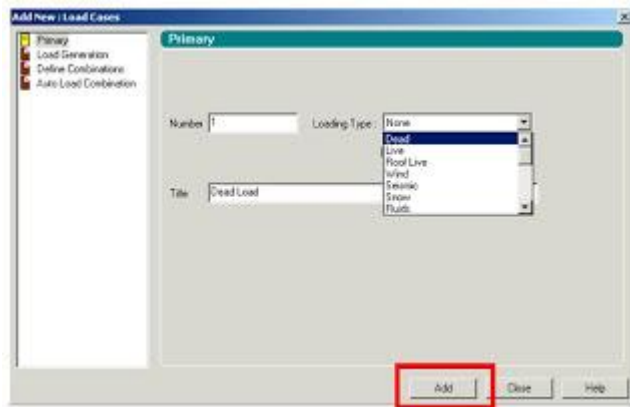 Add New : Load Cases
Primary
Load Generation
Define Combinations
Auto Load Combination
Primary
Number 1
Loading Type : None
Dead
Live
Roof Live
Wind
Seismic
Snow
Fluids
Title Dead Load
Add
Close
Help